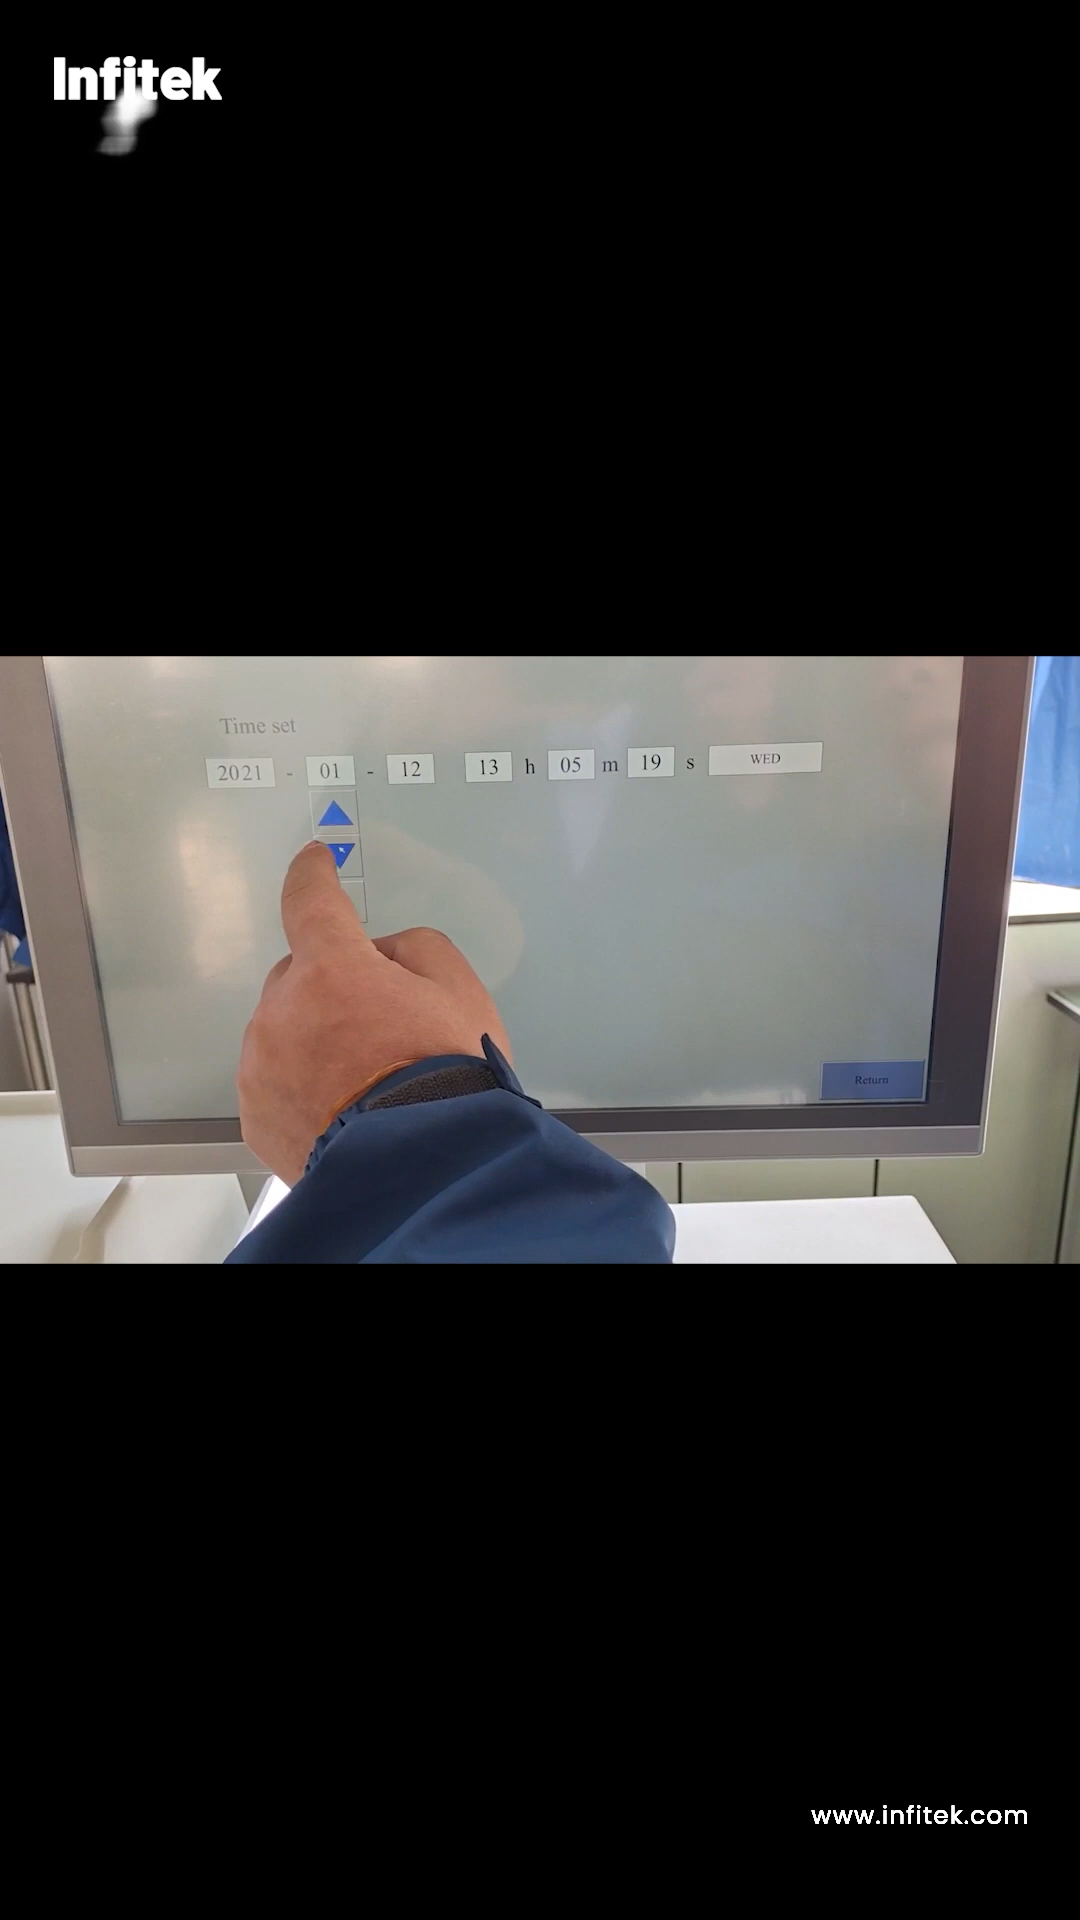 Infitek
Time set
2021 - 01 - 12 13 h 05 m 19 s WED
Return
www.infitek.com